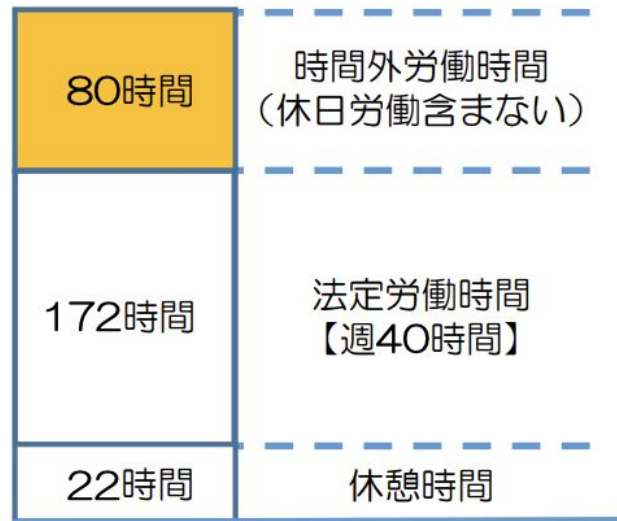 80時間
時間外労働時間
（休日労働含まない）
172時間
法定労働時間
【週40時間】
22時間
休憩時間